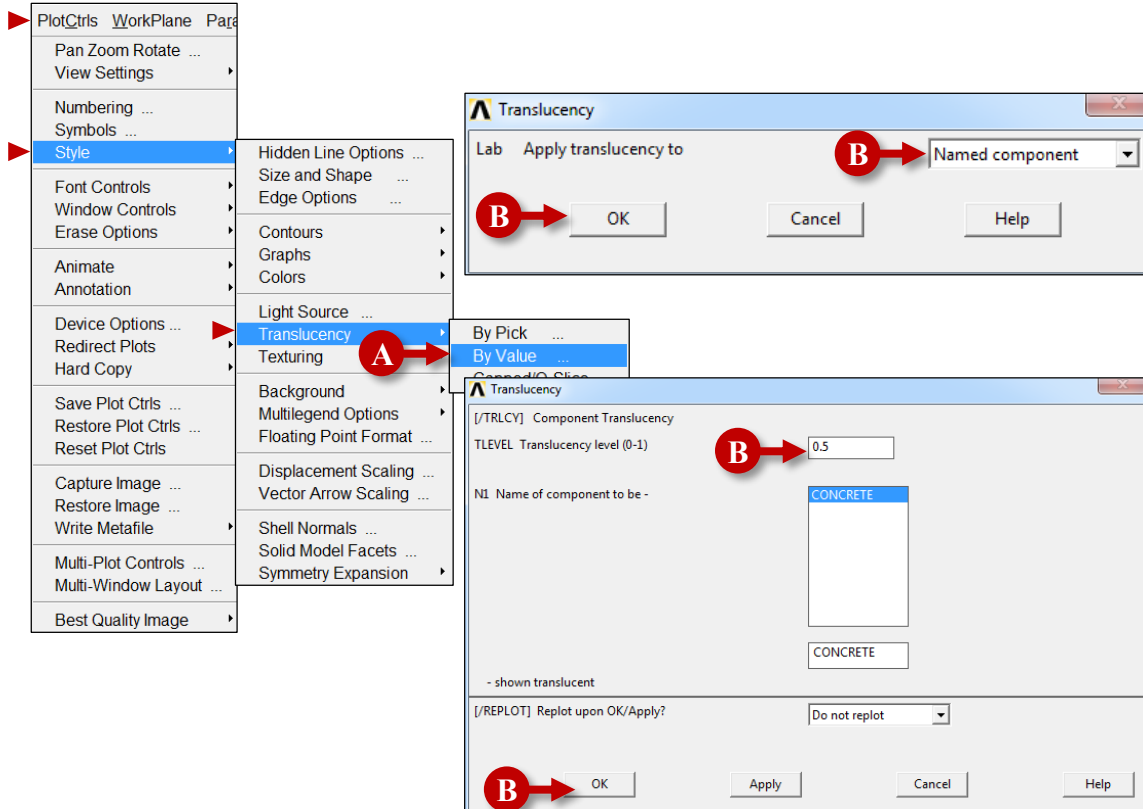 PlotCtrls WorkPlane Para
Pan Zoom Rotate ...
View Settings
Numbering ...
Symbols ...
Style
Font Controls
Window Controls
Erase Options
Animate
Annotation
Device Options ...
Redirect Plots
Hard Copy
Save Plot Ctrls ...
Restore Plot Ctrls ...
Reset Plot Ctrls
Capture Image ...
Restore Image ...
Write Metafile
Multi-Plot Controls ...
Multi-Window Layout ...
Best Quality Image
Hidden Line Options ...
Size and Shape ...
Edge Options ...
Contours
Graphs
Colors
Light Source ...
Translucency
Texturing
Background
Multilegend Options
Floating Point Format ...
Displacement Scaling ...
Vector Arrow Scaling ...
Shell Normals ...
Solid Model Facets ...
Symmetry Expansion
A
By Pick ...
By Value ...
Translucency
Lab Apply translucency to
B
Named component
B
OK Cancel Help
Translucency
[/TRLCY] Component Translucency
TLEVEL Translucency level (0-1)
B
0.5
N1 Name of component to be -
CONCRETE
CONCRETE
- shown translucent
[/REPLOT] Replot upon OK/Apply?
Do not replot
B
OK Apply Cancel Help